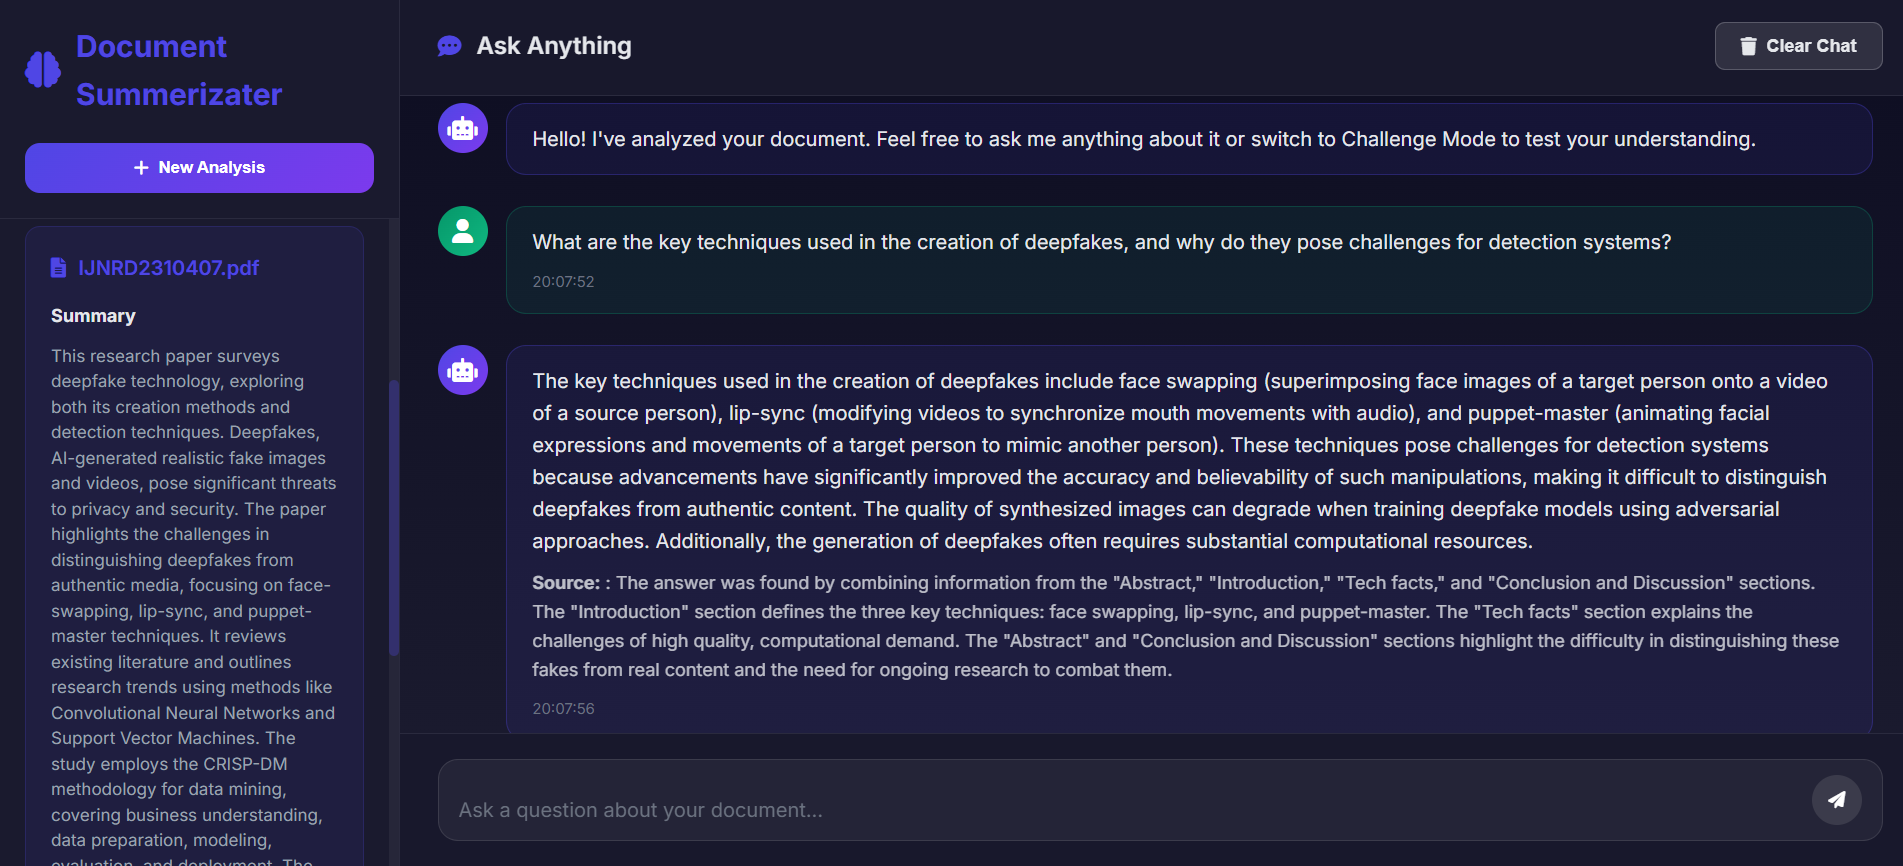 Document
Summerizater
New Analysis
IJNRD2310407.pdf
Summary
This research paper surveys
deepfake technology, exploring
both its creation methods and
detection techniques. Deepfakes,
AI-generated realistic fake images
and videos, pose significant threats
to privacy and security. The paper
highlights the challenges in
distinguishing deepfakes from
authentic media, focusing on face-
swapping, lip-sync, and puppet-
master techniques. It reviews
existing literature and outlines
research trends using methods like
Convolutional Neural Networks and
Support Vector Machines. The
study employs the CRISP-DM
methodology for data mining,
covering business understanding,
data preparation, modeling,
evaluation, and deployment. The
Ask Anything
Clear Chat
Hello! I've analyzed your document. Feel free to ask me anything about it or switch to Challenge Mode to test your understanding.
What are the key techniques used in the creation of deepfakes, and why do they pose challenges for detection systems?
20:07:52
The key techniques used in the creation of deepfakes include face swapping (superimposing face images of a target person onto a video
of a source person), lip-sync (modifying videos to synchronize mouth movements with audio), and puppet-master (animating facial
expressions and movements of a target person to mimic another person). These techniques pose challenges for detection systems
because advancements have significantly improved the accuracy and believability of such manipulations, making it difficult to distinguish
deepfakes from authentic content. The quality of synthesized images can degrade when training deepfake models using adversarial
approaches. Additionally, the generation of deepfakes often requires substantial computational resources.
Source: : The answer was found by combining information from the "Abstract," "Introduction," "Tech facts," and "Conclusion and Discussion" sections.
The "Introduction" section defines the three key techniques: face swapping, lip-sync, and puppet-master. The "Tech facts" section explains the
challenges of high quality, computational demand. The "Abstract" and "Conclusion and Discussion" sections highlight the difficulty in distinguishing these
fakes from real content and the need for ongoing research to combat them.
20:07:56
Ask a question about your document...